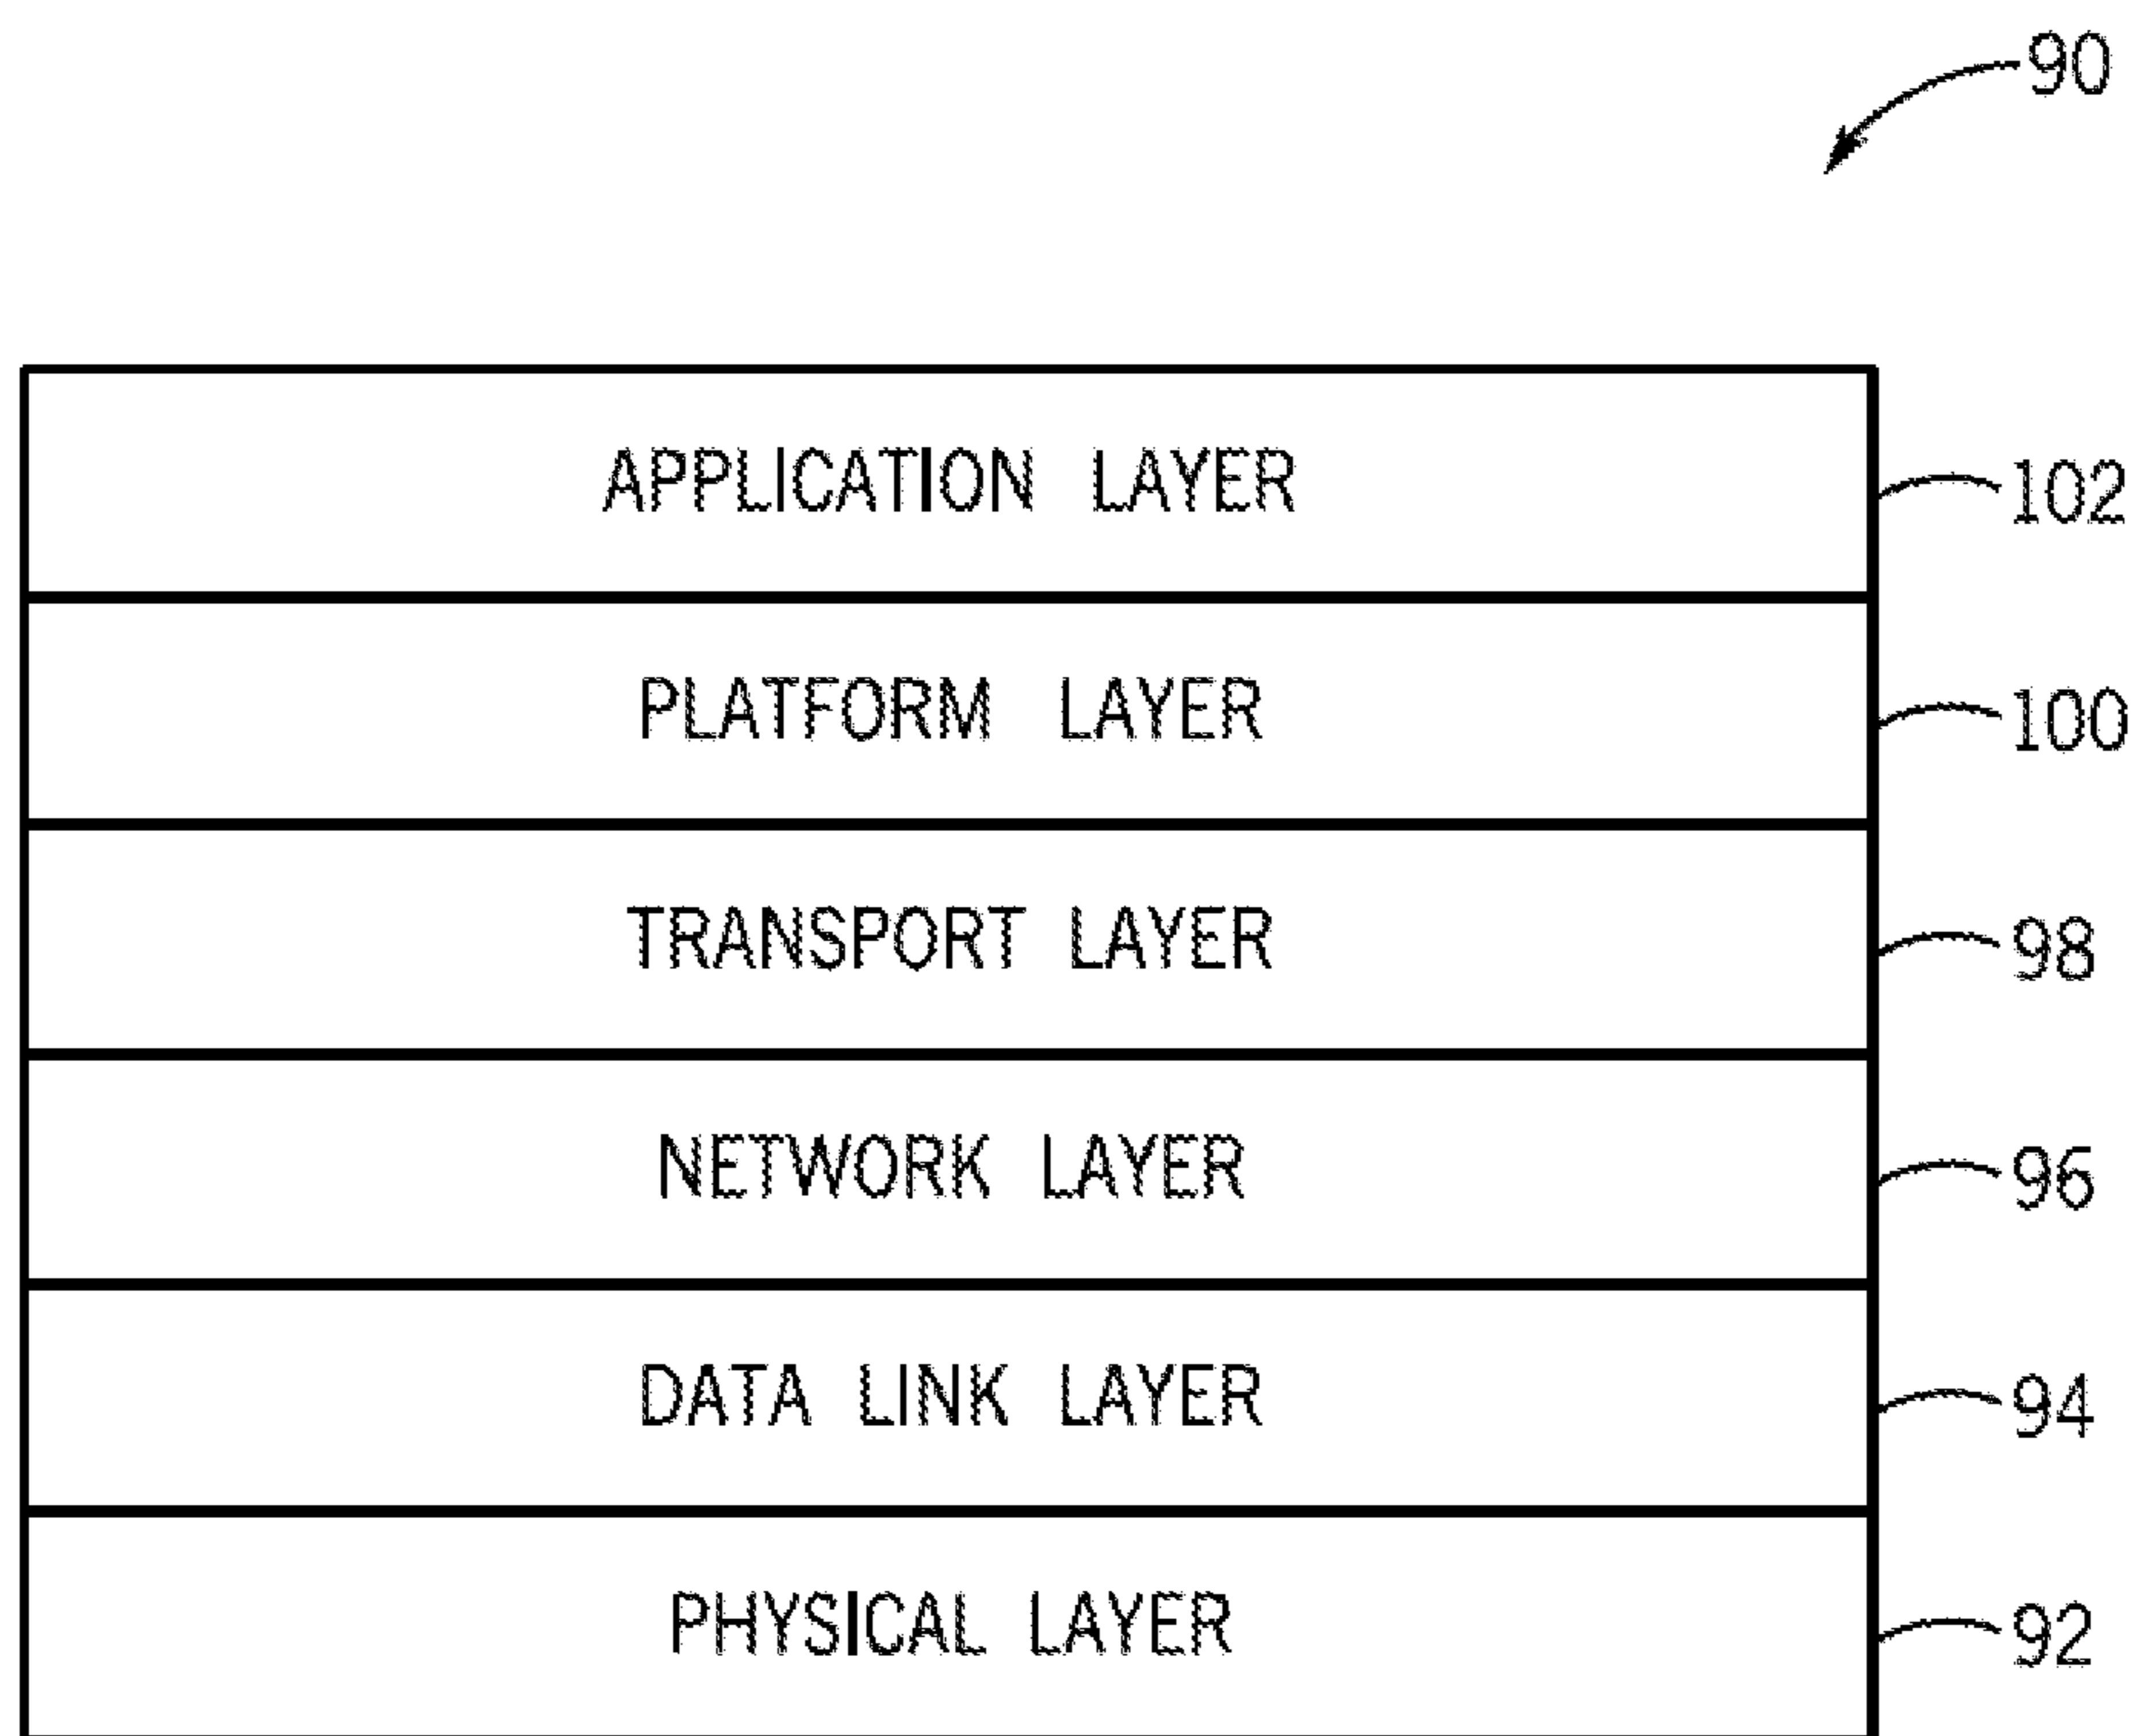 90
APPLICATION LAYER 102
PLATFORM LAYER 100
TRANSPORT LAYER 98
NETWORK LAYER 96
DATA LINK LAYER 94
PHYSICAL LAYER 92